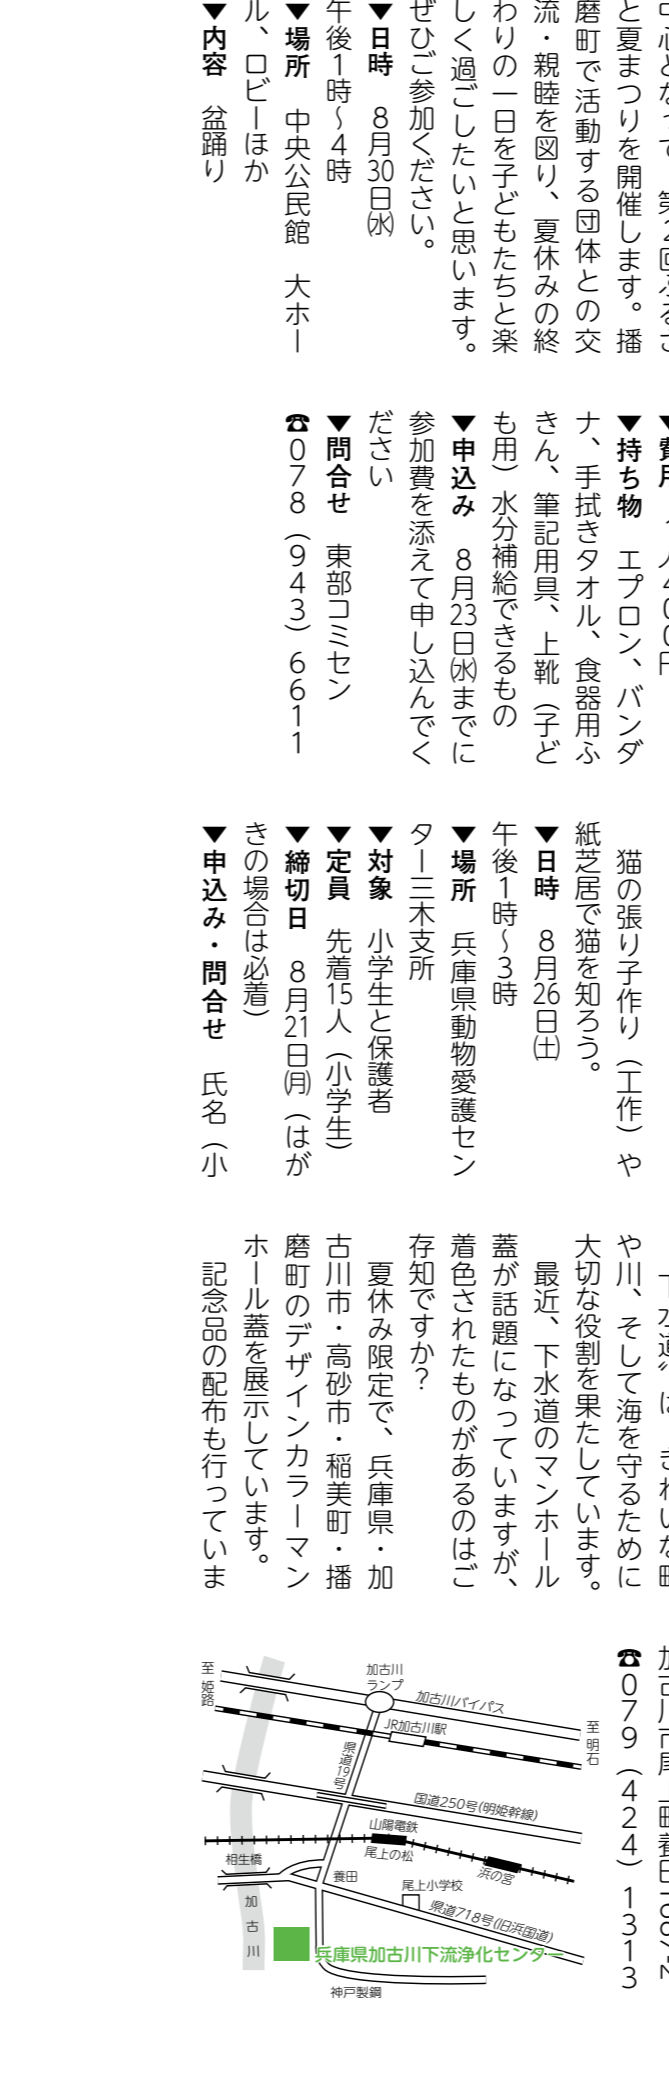 と夏まつりを開催します。播
磨町で活動する団体との交
流・親睦を図り、夏休みの終
わりの一日を子どもたちと楽
しく過ごしたいと思います。
ぜひご参加ください。
▼日時　8月30日㈬
午後1時〜4時
▼場所　中央公民館　大ホー
ル、ロビーほか
▼内容　盆踊り
▼持ち物　エプロン、バンダ
ナ、手拭きタオル、食器用ふ
きん、筆記用具、上靴（子ど
も用）水分補給できるもの
▼申込み　8月23日㈬までに
参加費を添えて申し込んでく
ださい
▼問合せ　東部コミセン
☎078（943）6611
猫の張り子作り（工作）や
紙芝居で猫を知ろう。
▼日時　8月26日㈯
午後1時〜3時
▼場所　兵庫県動物愛護セン
ター三木支所
▼対象　小学生と保護者
▼定員　先着15人（小学生）
▼締切日　8月21日㈪（はが
きの場合は必着）
▼申込み・問合せ　氏名（小
や川、そして海を守るために
大切な役割を果たしています。
最近、下水道のマンホール
蓋が話題になっていますが、
着色されたものがあるのはご
存知ですか？
夏休み限定で、兵庫県・加
古川市・高砂市・稲美町・播
磨町のデザインカラーマン
ホール蓋を展示しています。
記念品の配布も行っていま
☎079（424）1313
至 姫路
加古川
ランプ
加古川バイパス
JR加古川駅
至 明石
県道19号
国道250号(明姫幹線)
山陽電鉄
尾上の松
浜の宮
相生橋
養田
尾上小学校
県道718号(旧浜国道)
加古川
兵庫県加古川下流浄化センター
神戸製鋼